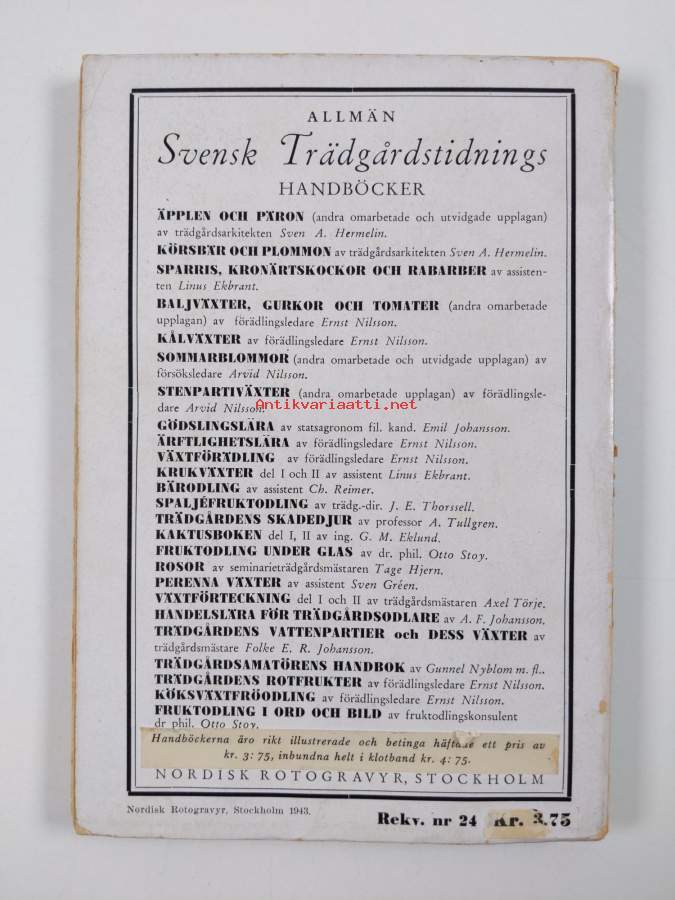 ALLMÄN
Svensk Trädgårdstidnings
HANDBÖCKER
ÄPPLEN OCH PÄRON (andra omarbetade och utvidgade upplagan)
av trädgårdsarkitekten Sven A. Hermelin.
KÖRSBÄR OCH PLOMMON av trädgårdsarkitekten Sven A. Hermelin.
SPARRIS, KRONÄRTSKOCKOR OCH RABARBER av assisten-
ten Linus Ekbrant.
BALJVÄXTER, GURKOR OCH TOMATER (andra omarbetade
upplagan) av förädlingsledare Ernst Nilsson.
KÅLVÄXTER av förädlingsledare Ernst Nilsson.
SOMMARBLOMMOR (andra omarbetade och utvidgade upplagan) av
försöksledare Arvid Nilsson.
STENPARTIVÄXTER (andra omarbetade upplagan) av förädlingsle-
dare Arvid Nilsson.
Antikvariaatti.net
GÖDSLINGSLÄRA av statsagronom fil. kand. Emil Johansson.
ÄRFTLIGHETSLÄRA av förädlingsledare Ernst Nilsson.
VÄXTFÖRÄDLING av förädlingsledare Ernst Nilsson.
KRUKVÄXTER del I och II av assistent Linus Ekbrant.
BÄRODLING av assistent Ch. Reimer.
SPALJÉFRUKTODLING av trädg.-dir. J. E. Thorssell.
TRÄDGÅRDENS SKADEDJUR av professor A. Tullgren.
KAKTUSBOKEN del I, II av ing. G. M. Eklund.
FRUKTODLING UNDER GLAS av dr. phil. Otto Stoy.
ROSOR av seminarieträdgårdsmästaren Tage Hjern.
PERENNA VÄXTER av assistent Sven Gréen.
VÄXTFÖRTECKNING del I och II av trädgårdsmästaren Axel Törje.
HANDELSLÄRA FÖR TRÄDGÅRDSODLARE av A. F. Johansson.
TRÄDGÅRDENS VATTENPARTIER och DESS VÄXTER av
trädgårdsmästare Folke E. R. Johansson.
TRÄDGÅRDSAMATÖRENS HANDBOK av Gunnel Nyblom m. fl..
TRÄDGÅRDENS ROTFRUKTER av förädlingsledare Ernst Nilsson.
KÖKSVÄXTFRÖODLING av förädlingsledare Ernst Nilsson.
FRUKTODLING I ORD OCH BILD av fruktodlingskonsulent
dr phil. Otto Stoy.
Handböckerna äro rikt illustrerade och betinga häftade ett pris av
kr. 3: 75, inbundna helt i klotband kr. 4: 75.
NORDISK ROTOGRAVYR, STOCKHOLM
Nordisk Rotogravyr, Stockholm 1943.
Rekv. nr 24 Kr. 3.75